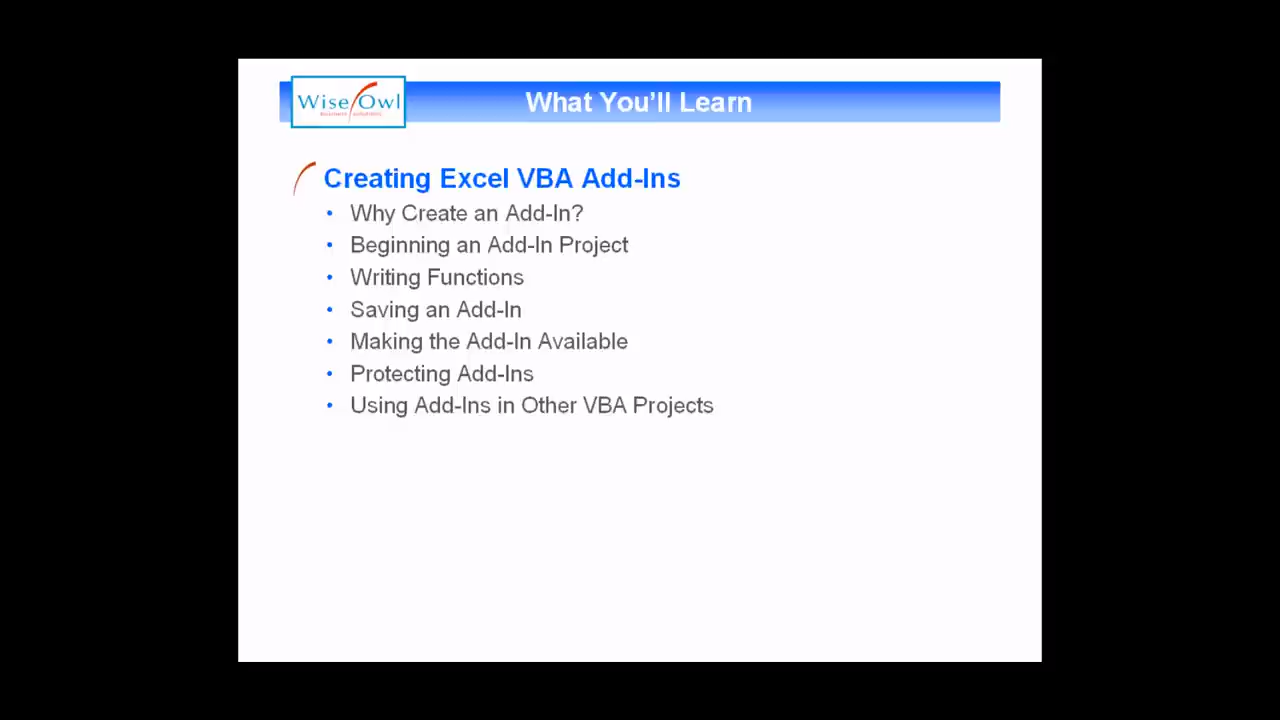 What You'll Learn
Wise Owl
Creating Excel VBA Add-Ins
• Why Create an Add-In?
• Beginning an Add-In Project
• Writing Functions
• Saving an Add-In
• Making the Add-In Available
• Protecting Add-Ins
• Using Add-Ins in Other VBA Projects